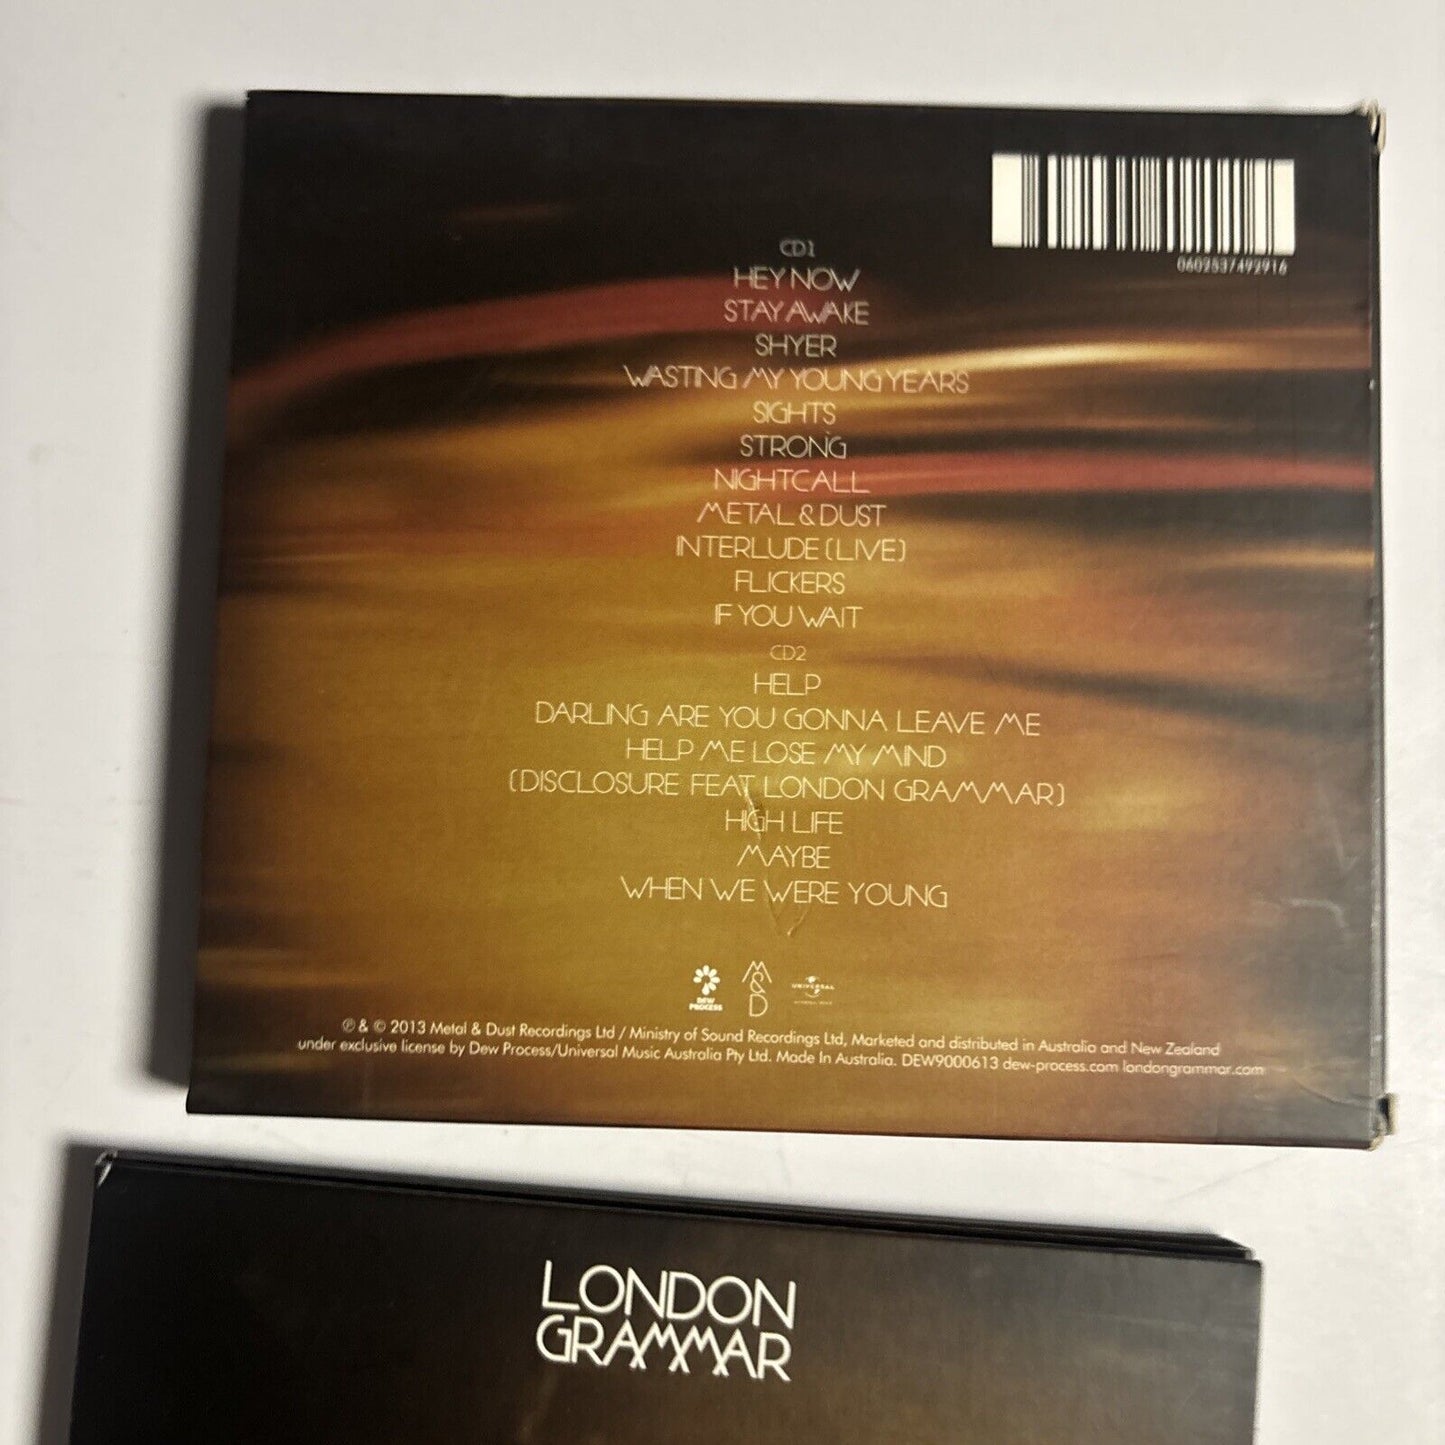 0602537492916
CD1
HEY NOW
STAY AWAKE
SHYER
WASTING MY YOUNG YEARS
SIGHTS
STRONG
NIGHTCALL
METAL & DUST
INTERLUDE (LIVE)
FLICKERS
IF YOU WAIT
CD2
HELP
DARLING ARE YOU GONNA LEAVE ME
HELP ME LOSE MY MIND
(DISCLOSURE FEAT LONDON GRAMMAR)
HIGH LIFE
MAYBE
WHEN WE WERE YOUNG
DEW
PROCESS
M
&
D
UNIVERSAL
℗ & © 2013 Metal & Dust Recordings Ltd / Ministry of Sound Recordings Ltd, Marketed and distributed in Australia and New Zealand
under exclusive license by Dew Process/Universal Music Australia Pty Ltd. Made In Australia. DEW9000613 dew-process.com londongrammar.com
LONDON
GRAMMAR